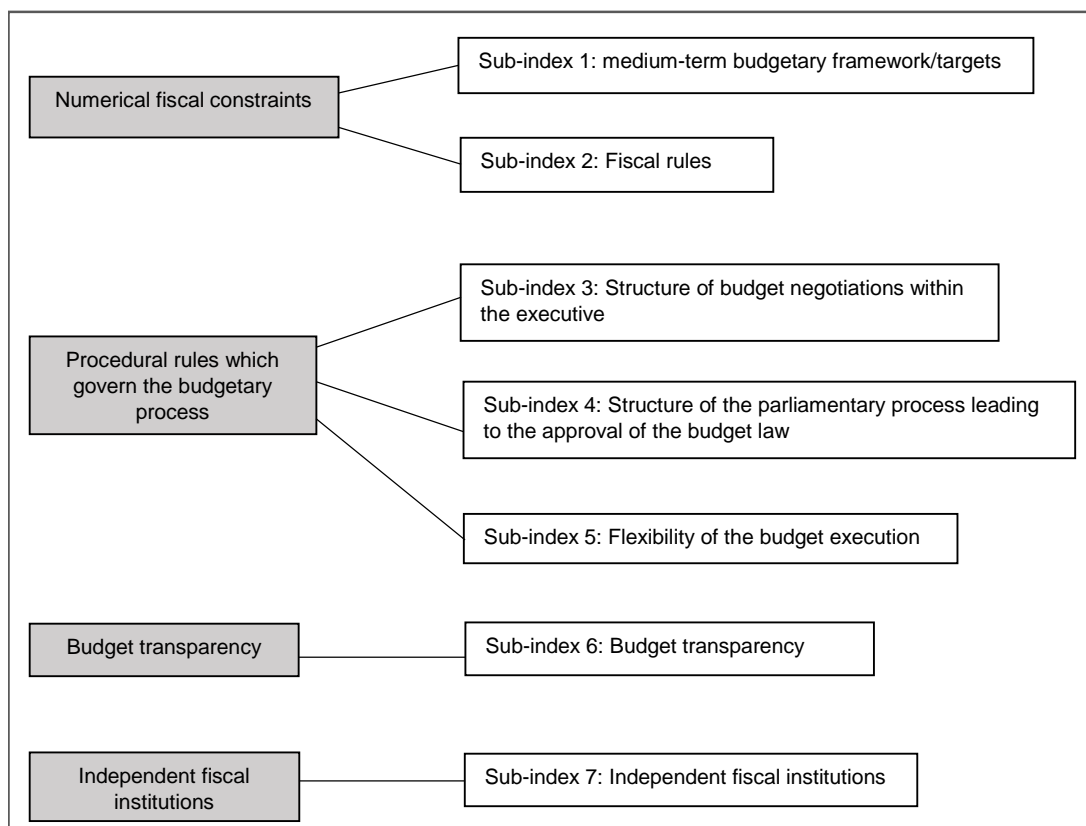 Numerical fiscal constraints
Sub-index 1: medium-term budgetary framework/targets
Sub-index 2: Fiscal rules
Procedural rules which
govern the budgetary
process
Sub-index 3: Structure of budget negotiations within
the executive
Sub-index 4: Structure of the parliamentary process leading
to the approval of the budget law
Sub-index 5: Flexibility of the budget execution
Budget transparency
Sub-index 6: Budget transparency
Independent fiscal
institutions
Sub-index 7: Independent fiscal institutions